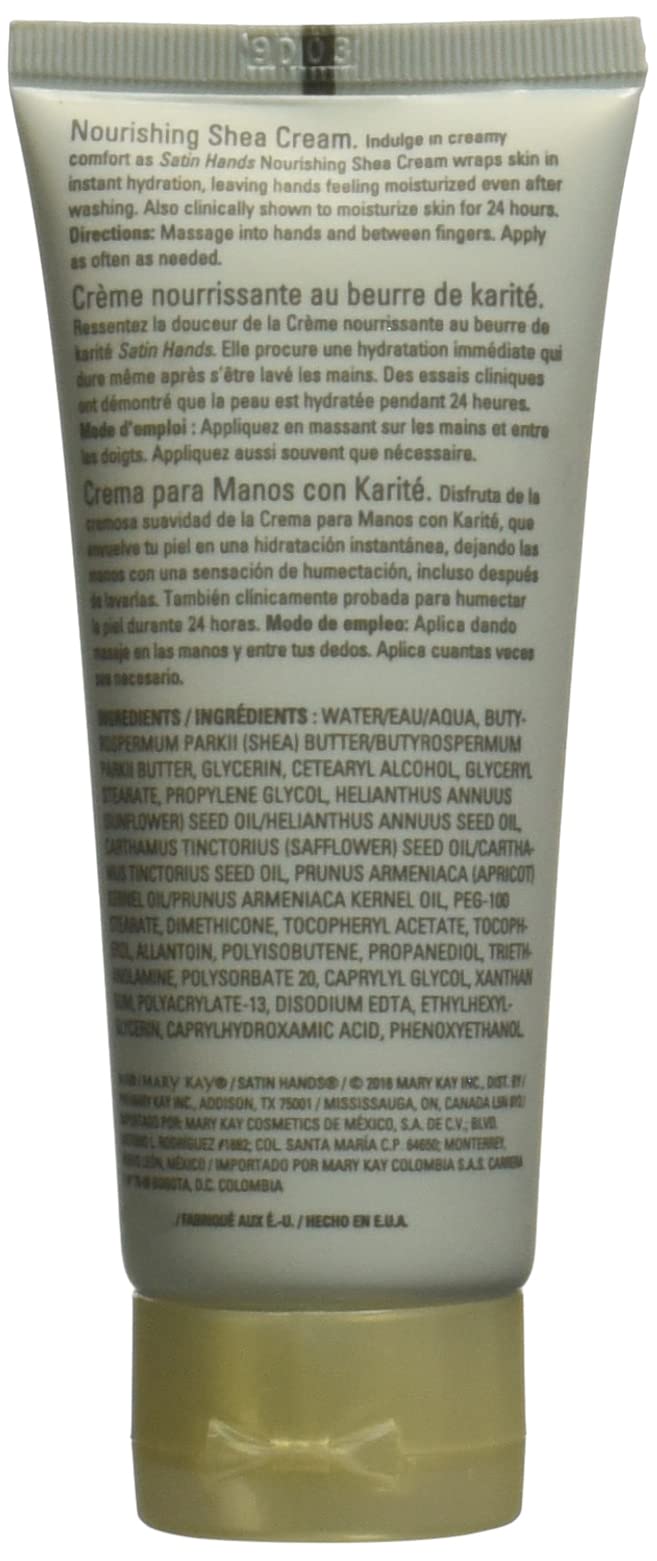 9D03
Nourishing Shea Cream. Indulge in creamy
comfort as Satin Hands Nourishing Shea Cream wraps skin in
instant hydration, leaving hands feeling moisturized even after
washing. Also clinically shown to moisturize skin for 24 hours.
Directions: Massage into hands and between fingers. Apply
as often as needed.
Crème nourrissante au beurre de karité.
Ressentez la douceur de la Crème nourrissante au beurre de
karité Satin Hands. Elle procure une hydratation immédiate qui
dure même après s'être lavé les mains. Des essais cliniques
ont démontré que la peau est hydratée pendant 24 heures.
Mode d'emploi : Appliquez en massant sur les mains et entre
les doigts. Appliquez aussi souvent que nécessaire.
Crema para Manos con Karité. Disfruta de la
cremosa suavidad de la Crema para Manos con Karité, que
envuelve tu piel en una hidratación instantánea, dejando las
manos con una sensación de humectación, incluso después
de lavarlas. También clínicamente probada para humectar
la piel durante 24 horas. Modo de empleo: Aplica dando
masaje en las manos y entre tus dedos. Aplica cuantas veces
sea necesario.
INGREDIENTS / INGRÉDIENTS : WATER/EAU/AQUA, BUTY-
ROSPERMUM PARKII (SHEA) BUTTER/BUTYROSPERMUM
PARKII BUTTER, GLYCERIN, CETEARYL ALCOHOL, GLYCERYL
STEARATE, PROPYLENE GLYCOL, HELIANTHUS ANNUUS
(SUNFLOWER) SEED OIL/HELIANTHUS ANNUUS SEED OIL,
CARTHAMUS TINCTORIUS (SAFFLOWER) SEED OIL/CARTHA-
MUS TINCTORIUS SEED OIL, PRUNUS ARMENIACA (APRICOT)
KERNEL OIL/PRUNUS ARMENIACA KERNEL OIL, PEG-100
STEARATE, DIMETHICONE, TOCOPHERYL ACETATE, TOCOPH-
EROL, ALLANTOIN, POLYISOBUTENE, PROPANEDIOL, TRIETH-
ANOLAMINE, POLYSORBATE 20, CAPRYLYL GLYCOL, XANTHAN
GUM, POLYACRYLATE-13, DISODIUM EDTA, ETHYLHEXYL-
GLYCERIN, CAPRYLHYDROXAMIC ACID, PHENOXYETHANOL
MARY KAY® / SATIN HANDS® / © 2016 MARY KAY INC., DIST. BY/
MARY KAY INC., ADDISON, TX 75001 / MISSISSAUGA, ON, CANADA
IMPORTADO POR: MARY KAY COSMETICS DE MÉXICO, S.A. DE C.V.; BLVD.
RODRÍGUEZ #1882; COL. SANTA MARÍA C.P. 64650; MONTERREY,
NUEVO LEÓN, MÉXICO / IMPORTADO POR MARY KAY COLOMBIA S.A.S. CARRERA
BOGOTA, D.C. COLOMBIA
/ FABRIQUÉ AUX É.-U. / HECHO EN E.U.A.